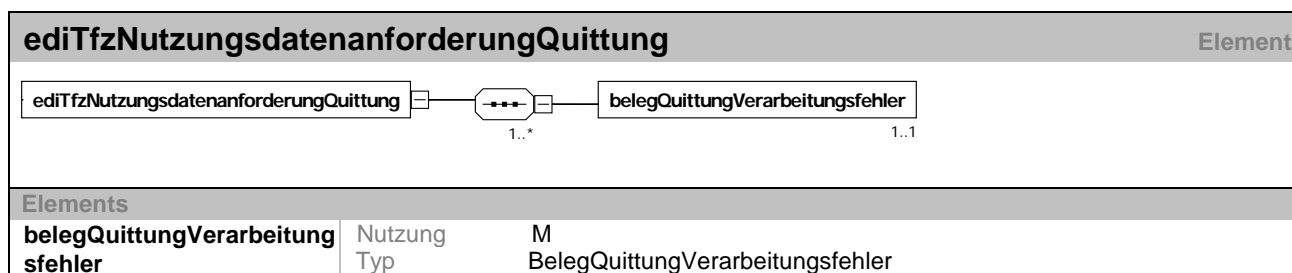 ediTfzNutzungsdatenanforderungQuittung Element
ediTfzNutzungsdatenanforderungQuittung belegQuittungVerarbeitungsfehler
1..* 1..1
Elements
belegQuittungVerarbeitung Nutzung M
sfehler Typ BelegQuittungVerarbeitungsfehler